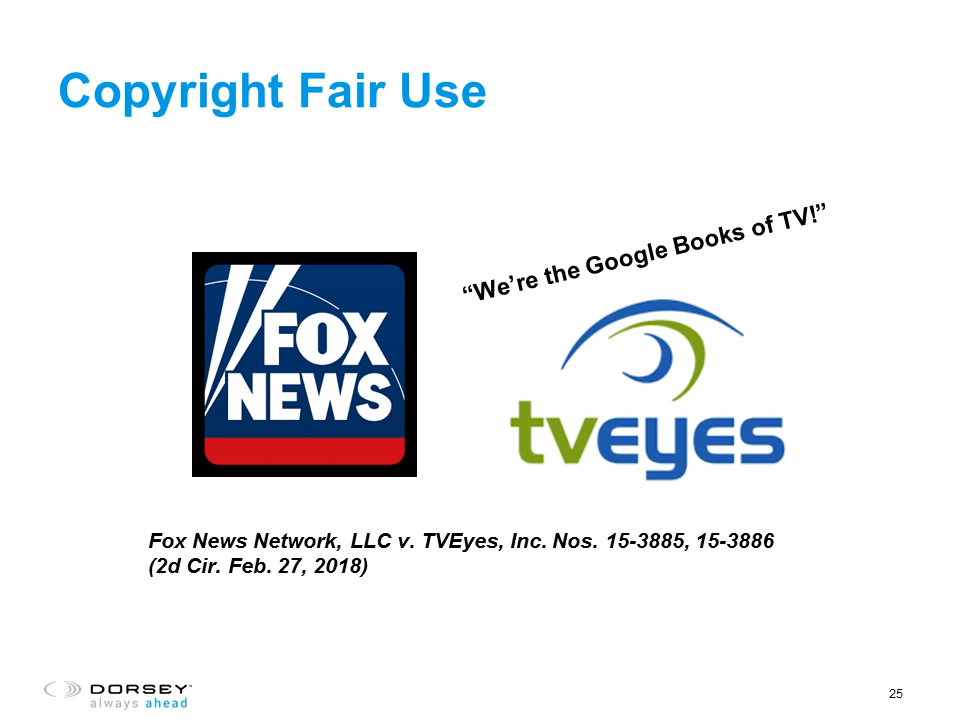 Copyright Fair Use
“We’re the Google Books of TV!”
FOX
NEWS
tveyes
Fox News Network, LLC v. TVEyes, Inc. Nos. 15-3885, 15-3886
(2d Cir. Feb. 27, 2018)
DORSEY™
always ahead
25